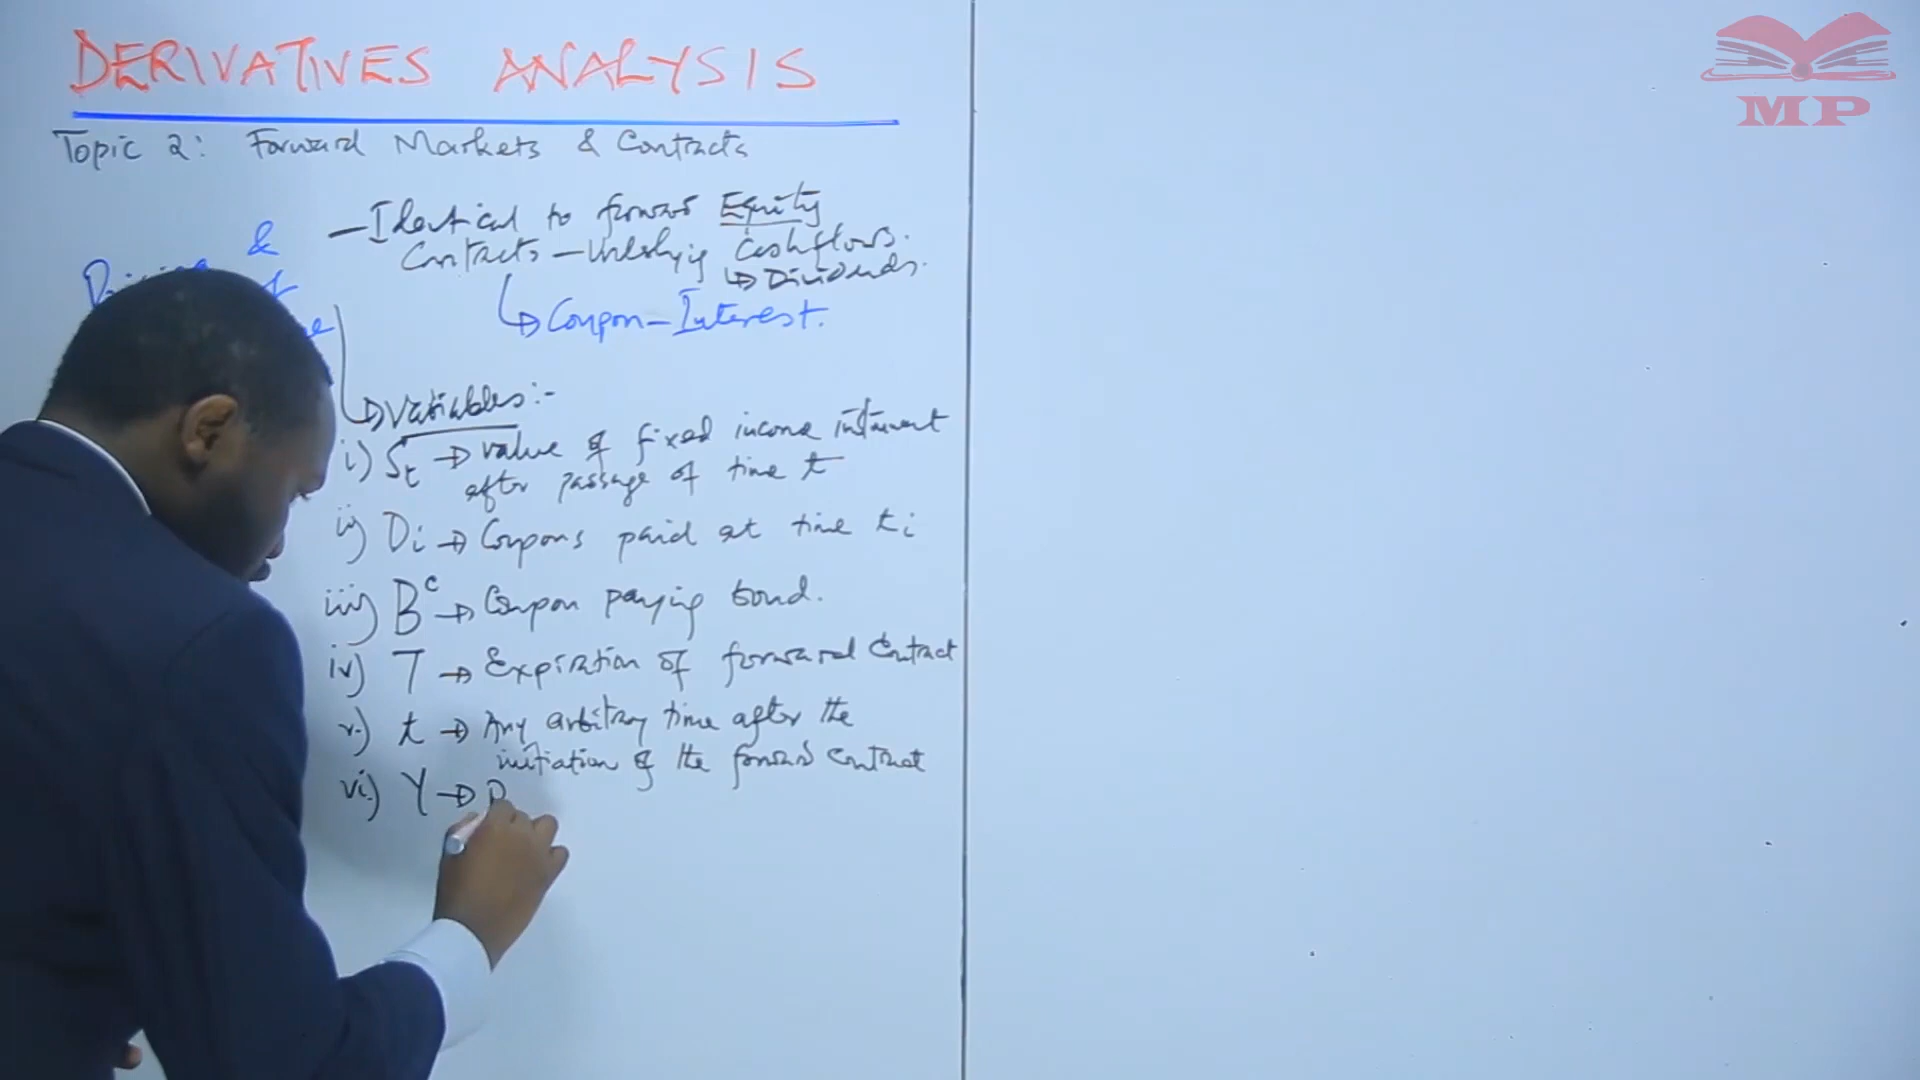 DERIVATIVES ANALYSIS
MP
Topic 2: Forward Markets & Contracts
- Identical to forward Equity
Contracts - Underlying Cashflows.
↳ Dividends.
&
↳ Coupon - Interest.
↳ Variables:-
i) St → value of fixed income instrument
after passage of time t
ii) Di → Coupons paid at time ti
iii) B^c → Coupon paying bond.
iv) T → Expiration of forward Contract
v.) t → Any arbitrary time after the
initiation of the forward Contract
vi.) Y →